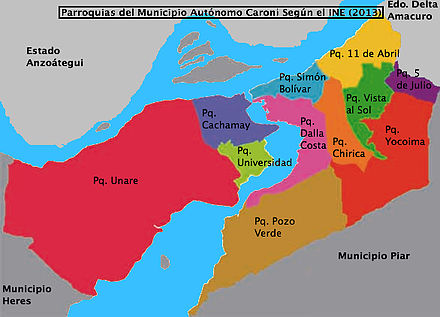 Parroquias del Municipio Autónomo Caroni Según el INE (2013)
Edo. Delta
Amacuro
Estado
Anzoátegui
Pq. 11 de Abril
Pq. Simón
Bolívar
Pq. 5
de Julio
Pq. Vista
al Sol
Pq.
Cachamay
Pq.
Dalla
Costa
Pq.
Yocoima
Pq.
Chirica
Pq.
Universidad
Pq. Unare
Pq. Pozo
Verde
Municipio Piar
Municipio
Heres